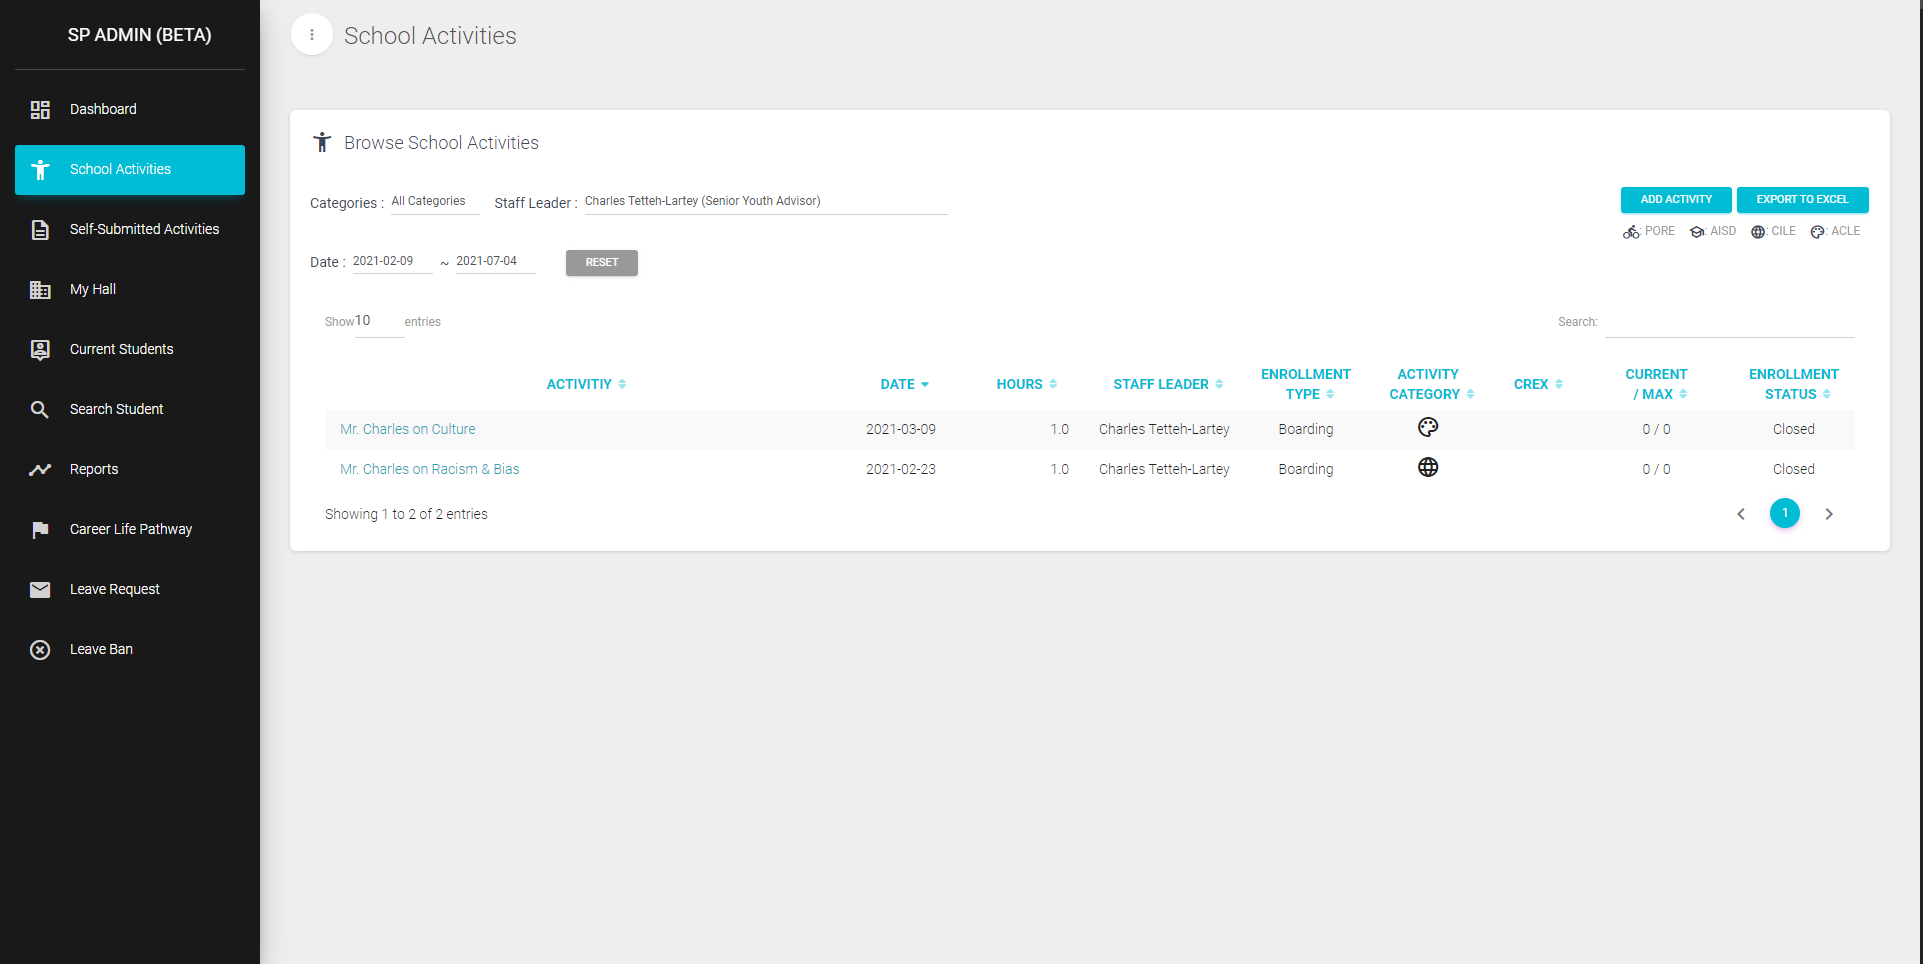 SP ADMIN (BETA)
Dashboard
School Activities
Self-Submitted Activities
My Hall
Current Students
Search Student
Reports
Career Life Pathway
Leave Request
Leave Ban
School Activities
Browse School Activities
Categories : All Categories Staff Leader : Charles Tetteh-Lartey (Senior Youth Advisor)
ADD ACTIVITY EXPORT TO EXCEL
: PORE : AISD : CILE : ACLE
Date : 2021-02-09 ~ 2021-07-04 RESET
Show 10 entries Search:
ACTIVITIY DATE HOURS STAFF LEADER ENROLLMENT TYPE ACTIVITY CATEGORY CREX CURRENT / MAX ENROLLMENT STATUS
Mr. Charles on Culture 2021-03-09 1.0 Charles Tetteh-Lartey Boarding 0 / 0 Closed
Mr. Charles on Racism & Bias 2021-02-23 1.0 Charles Tetteh-Lartey Boarding 0 / 0 Closed
Showing 1 to 2 of 2 entries 1